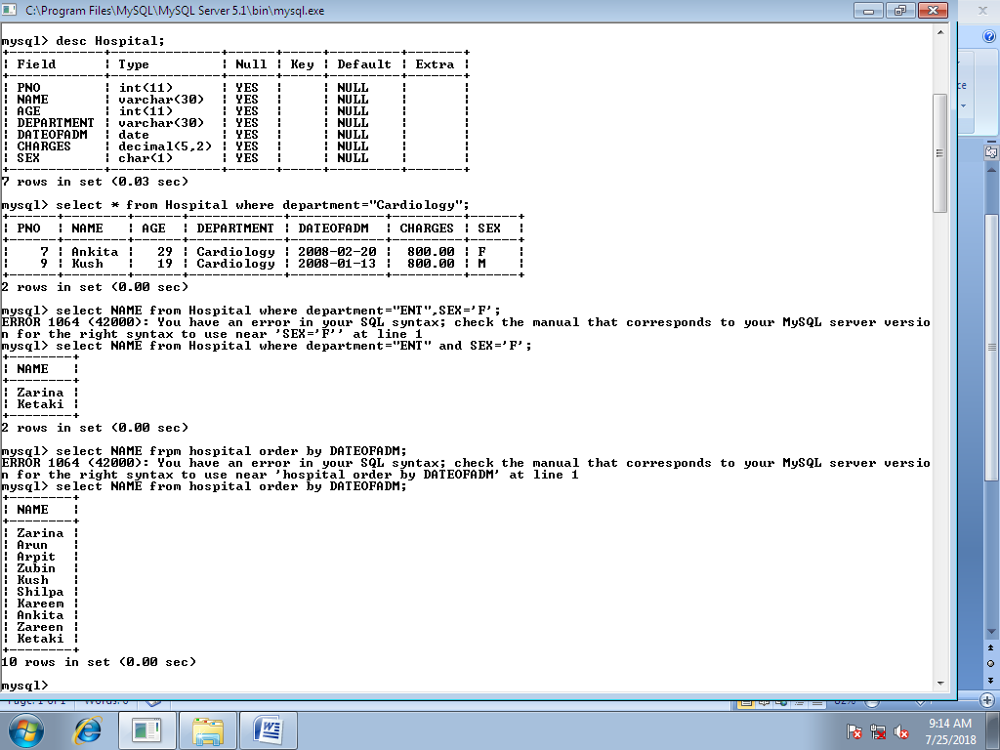 C:\Program Files\MySQL\MySQL Server 5.1\bin\mysql.exe
mysql> desc Hospital;
| Field | Type | Null | Key | Default | Extra |
| PNO | int(11) | YES | | NULL | |
| NAME | varchar(30) | YES | | NULL | |
| AGE | int(11) | YES | | NULL | |
| DEPARTMENT | varchar(30) | YES | | NULL | |
| DATEOFADM | date | YES | | NULL | |
| CHARGES | decimal(5,2) | YES | | NULL | |
| SEX | char(1) | YES | | NULL | |
7 rows in set (0.03 sec)
mysql> select * from Hospital where department="Cardiology";
| PNO | NAME | AGE | DEPARTMENT | DATEOFADM | CHARGES | SEX |
| 7 | Ankita | 29 | Cardiology | 2008-02-20 | 800.00 | F |
| 9 | Kush | 19 | Cardiology | 2008-01-13 | 800.00 | M |
2 rows in set (0.00 sec)
mysql> select NAME from Hospital where department="ENT",SEX='F';
ERROR 1064 (42000): You have an error in your SQL syntax; check the manual that corresponds to your MySQL server versio
n for the right syntax to use near 'SEX='F'' at line 1
mysql> select NAME from Hospital where department="ENT" and SEX='F';
| NAME |
| Zarina |
| Ketaki |
2 rows in set (0.00 sec)
mysql> select NAME frpm hospital order by DATEOFADM;
ERROR 1064 (42000): You have an error in your SQL syntax; check the manual that corresponds to your MySQL server versio
n for the right syntax to use near 'hospital order by DATEOFADM' at line 1
mysql> select NAME from hospital order by DATEOFADM;
| NAME |
| Zarina |
| Arun |
| Arpit |
| Zubin |
| Kush |
| Shilpa |
| Kareem |
| Ankita |
| Zareen |
| Ketaki |
10 rows in set (0.00 sec)
mysql>
Page: 1 of 1 Words: 0
82%
9:14 AM
7/25/2018